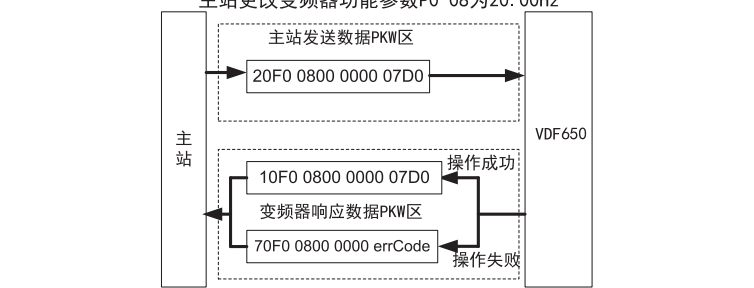 主站更改变频器功能参数P0-08为20.00Hz
主站发送数据PKW区
20F0 0800 0000 07D0
主站
VDF650
操作成功
10F0 0800 0000 07D0
变频器响应数据PKW区
70F0 0800 0000 errCode
操作失败